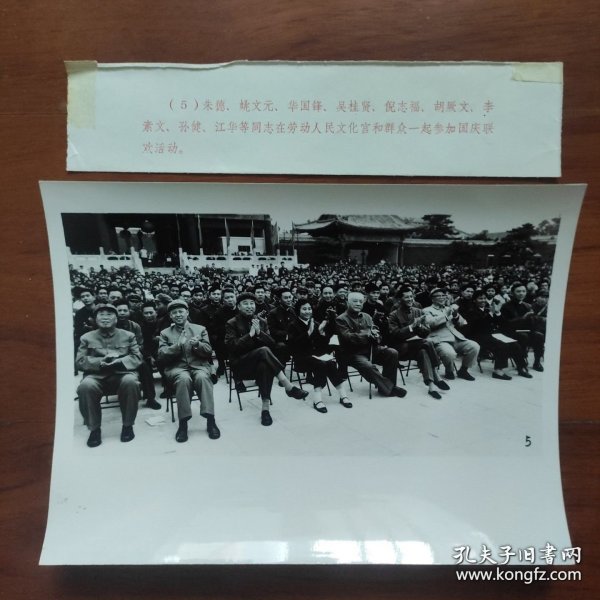 （5）朱德、姚文元、华国锋、吴桂贤、倪志福、胡厥文、李
素文、孙健、江华等同志在劳动人民文化宫和群众一起参加国庆联
欢活动。
5
孔夫子旧书网
www.kongfz.com